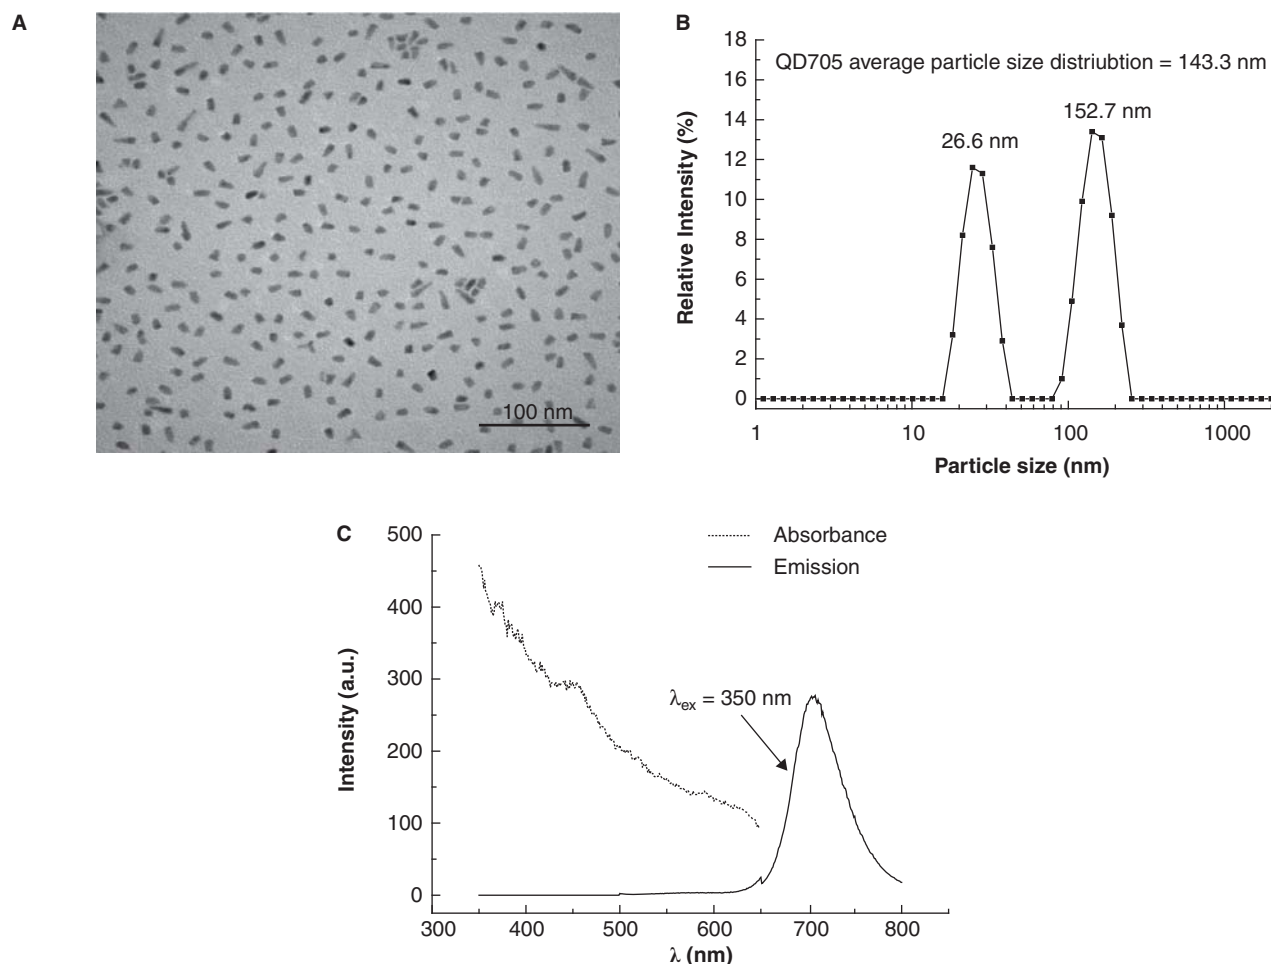 A
100 nm
B
QD705 average particle size distriubtion = 143.3 nm
26.6 nm
152.7 nm
Relative Intensity (%)
18
16
14
12
10
8
6
4
2
0
1
10
100
1000
Particle size (nm)
C
Absorbance
Emission
λex = 350 nm
Intensity (a.u.)
500
400
300
200
100
0
300
400
500
600
700
800
λ (nm)